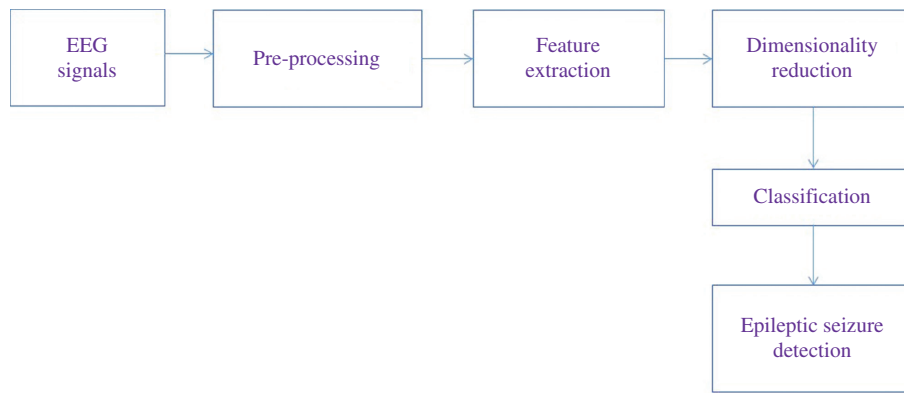 EEG
signals
Pre-processing
Feature
extraction
Dimensionality
reduction
Classification
Epileptic seizure
detection